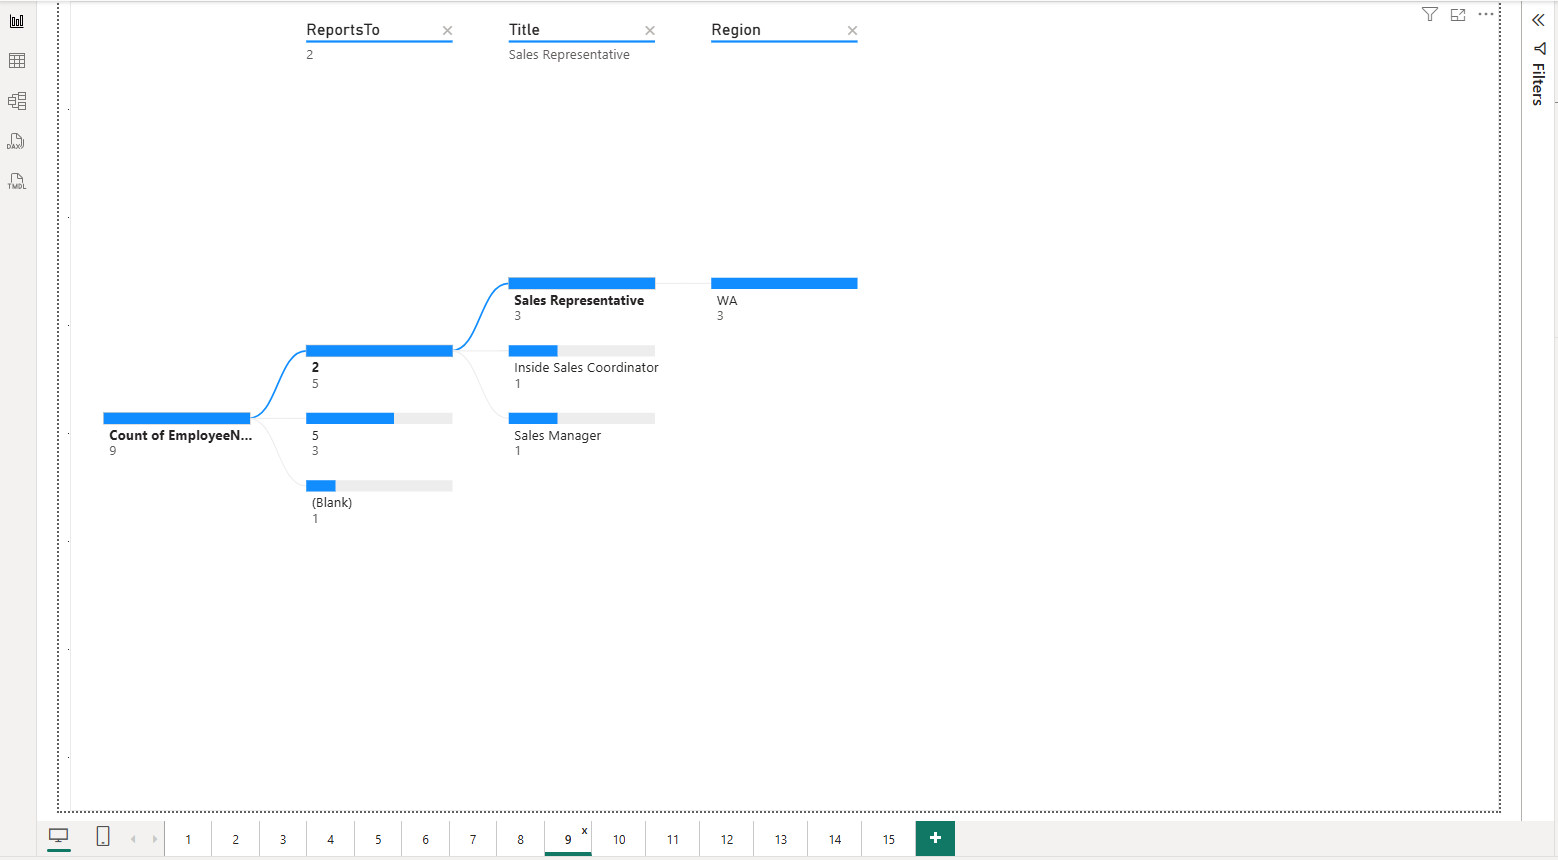 ReportsTo
2
Title
Sales Representative
Region
Filters
DAX
TMDL
Sales Representative
3
WA
3
2
5
Inside Sales Coordinator
1
Count of EmployeeN...
9
5
3
Sales Manager
1
(Blank)
1
1 2 3 4 5 6 7 8 9 x 10 11 12 13 14 15 +